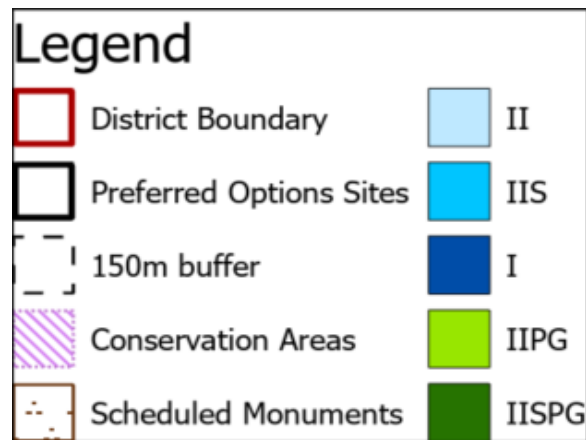 Legend
District Boundary
Preferred Options Sites
150m buffer
Conservation Areas
Scheduled Monuments
II
IIS
I
IIPG
IISPG